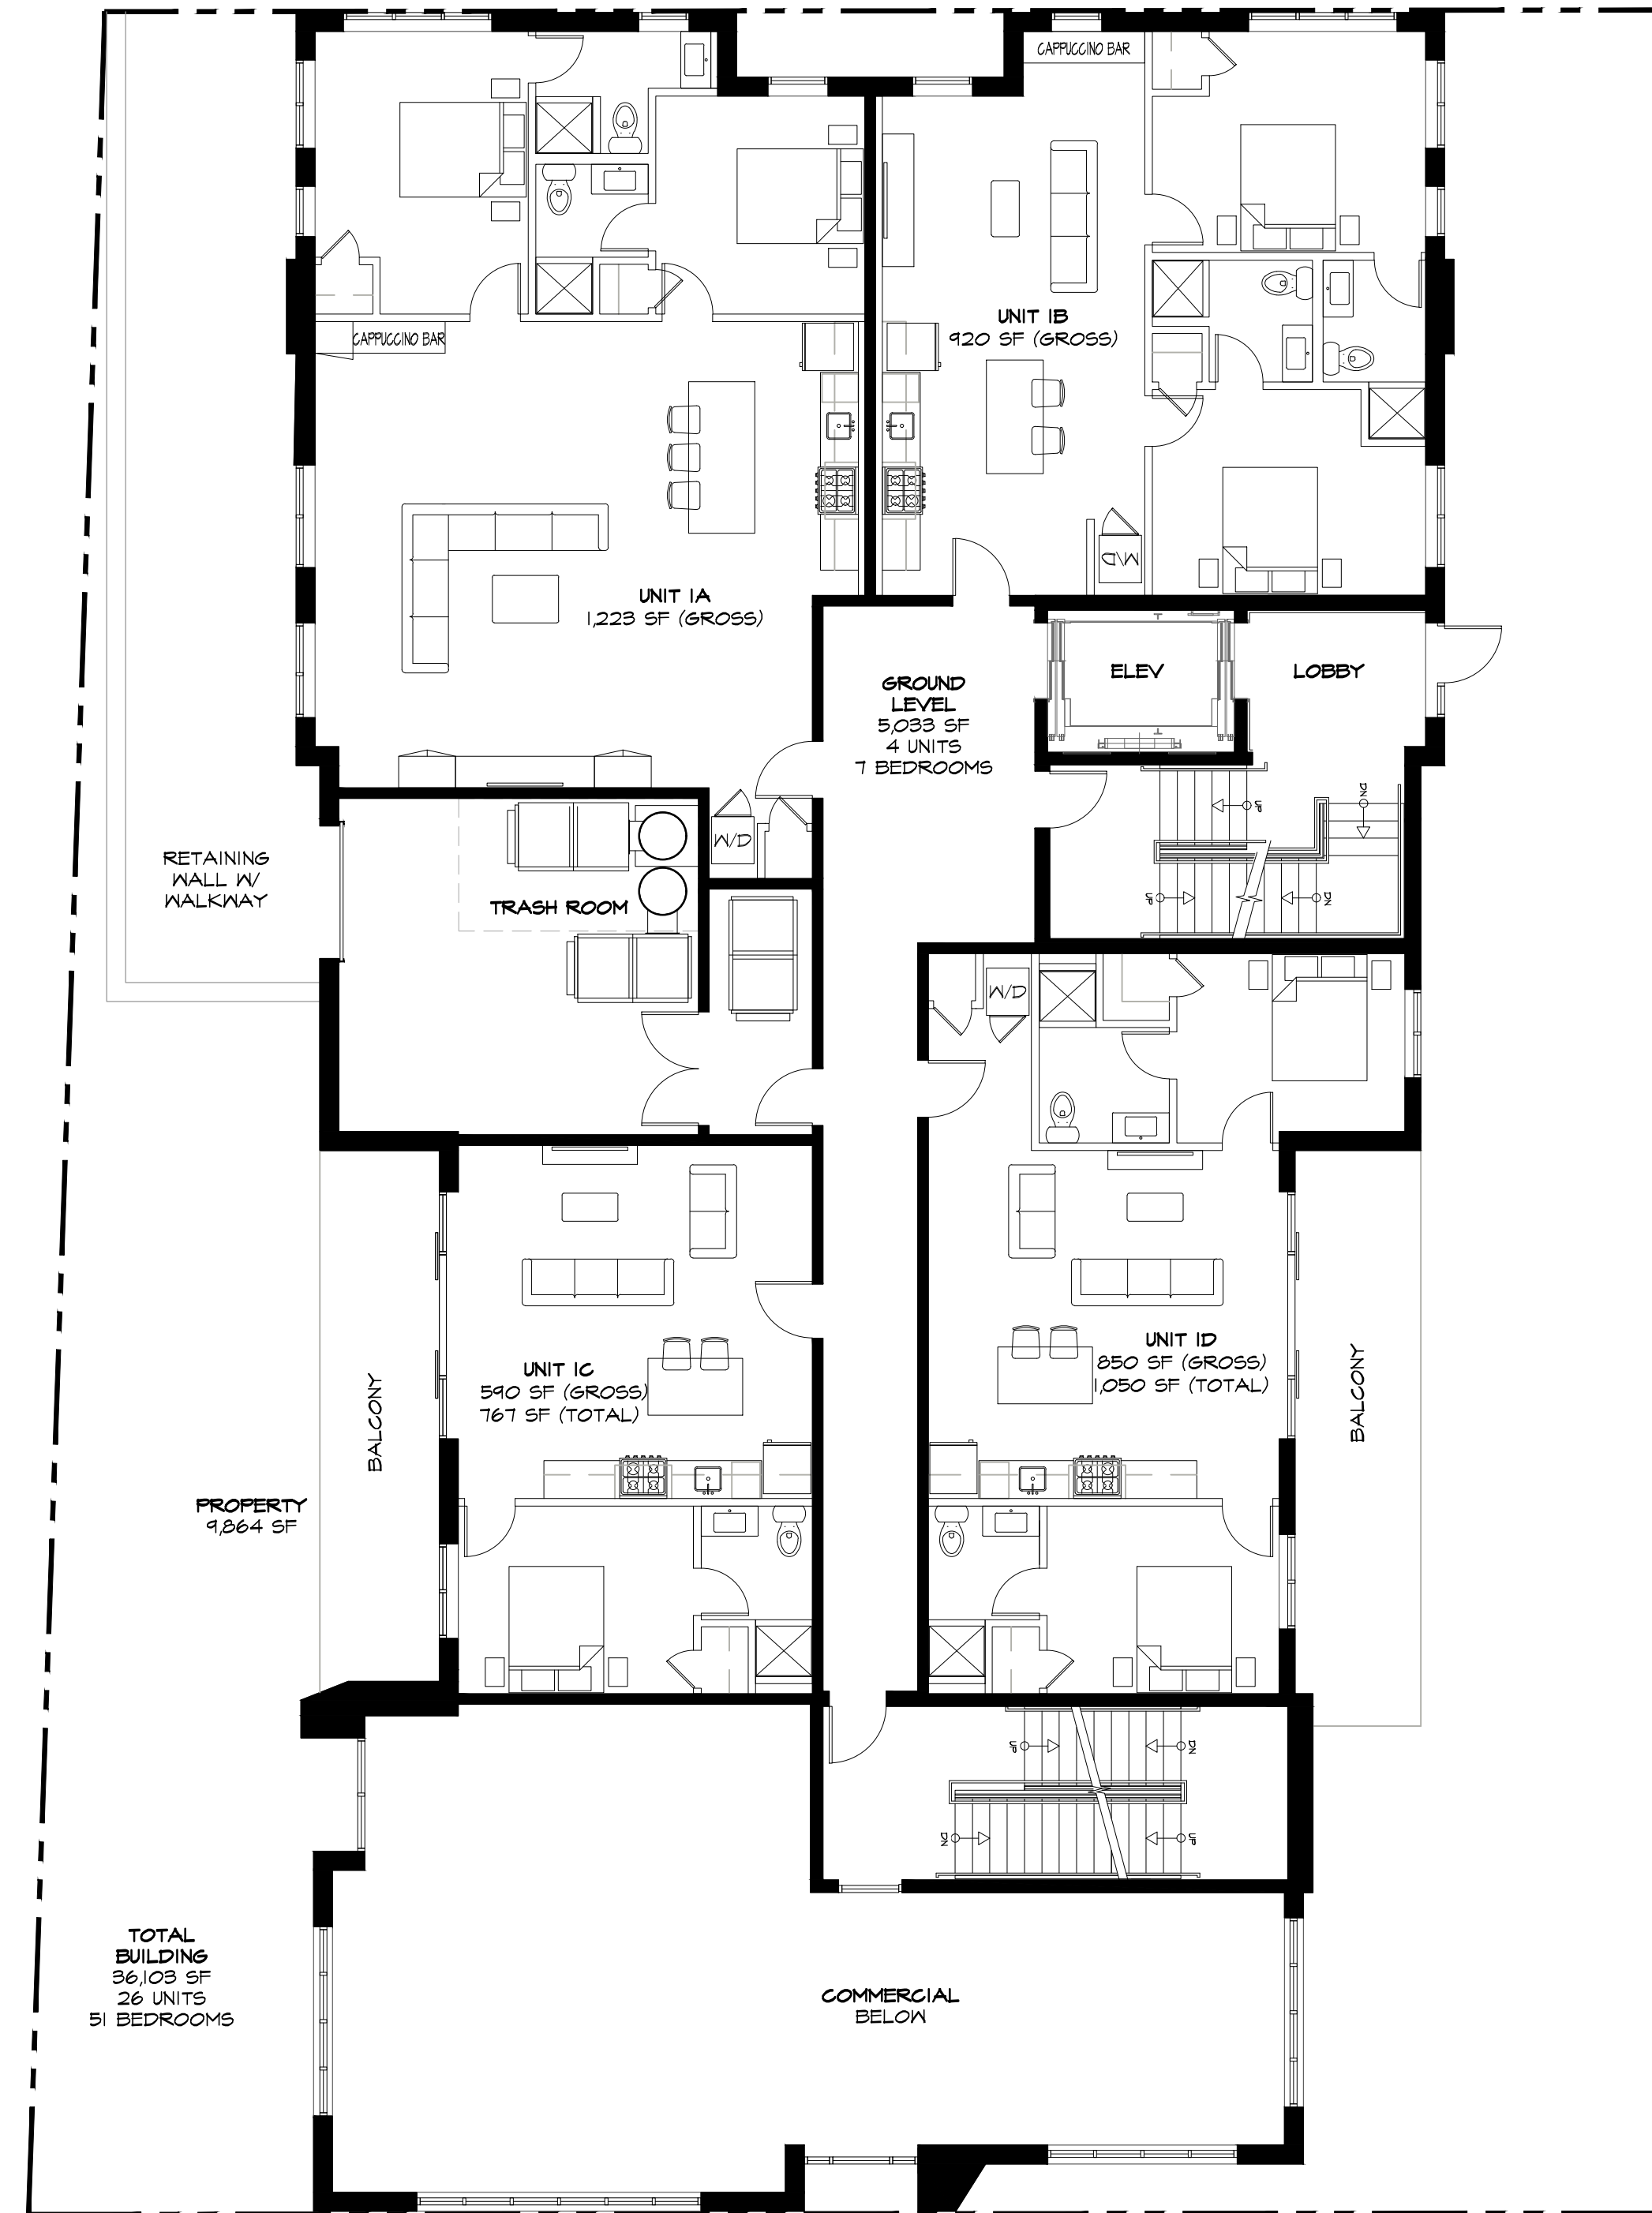 CAPPUCCINO BAR
UNIT 1B
920 SF (GROSS)
CAPPUCCINO BAR
W/D
UNIT 1A
1,223 SF (GROSS)
GROUND
LEVEL
5,033 SF
4 UNITS
7 BEDROOMS
ELEV
LOBBY
UP
DN
W/D
RETAINING
WALL W/
WALKWAY
TRASH ROOM
UP
DN
W/D
UNIT 1D
850 SF (GROSS)
1,050 SF (TOTAL)
UNIT 1C
590 SF (GROSS)
767 SF (TOTAL)
BALCONY
BALCONY
PROPERTY
9,864 SF
UP
DN
DN
UP
TOTAL
BUILDING
36,103 SF
26 UNITS
51 BEDROOMS
COMMERCIAL
BELOW